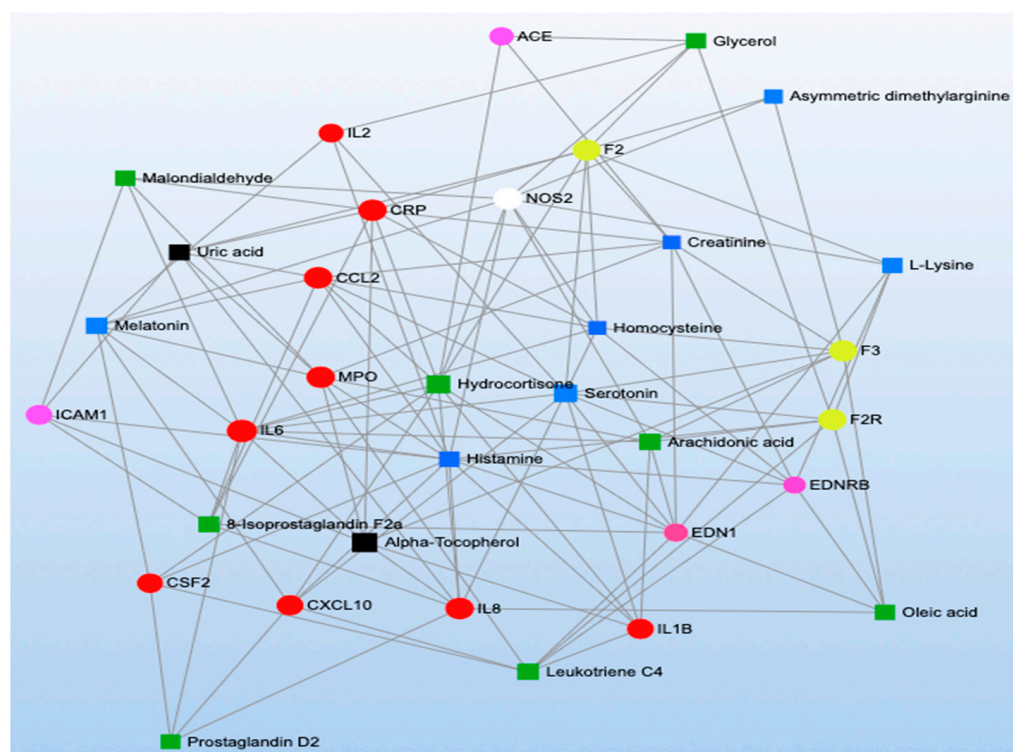 ACE
Glycerol
Asymmetric dimethylarginine
IL2
F2
Malondialdehyde
NOS2
CRP
Creatinine
Uric acid
L-Lysine
CCL2
Melatonin
Homocysteine
F3
MPO
Hydrocortisone
Serotonin
ICAM1
F2R
IL6
Arachidonic acid
Histamine
EDNRB
8-Isoprostaglandin F2a
EDN1
Alpha-Tocopherol
CSF2
CXCL10
IL8
Oleic acid
IL1B
Leukotriene C4
Prostaglandin D2